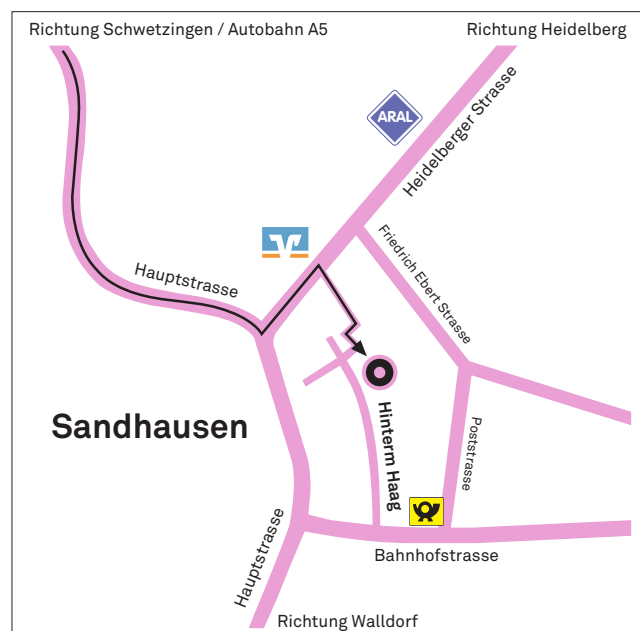 Richtung Schwetzingen / Autobahn A5
Richtung Heidelberg
ARAL
Heidelberger Strasse
Friedrich Ebert Strasse
Hauptstrasse
Sandhausen
Hinterm Haag
Poststrasse
Hauptstrasse
Bahnhofstrasse
Richtung Walldorf